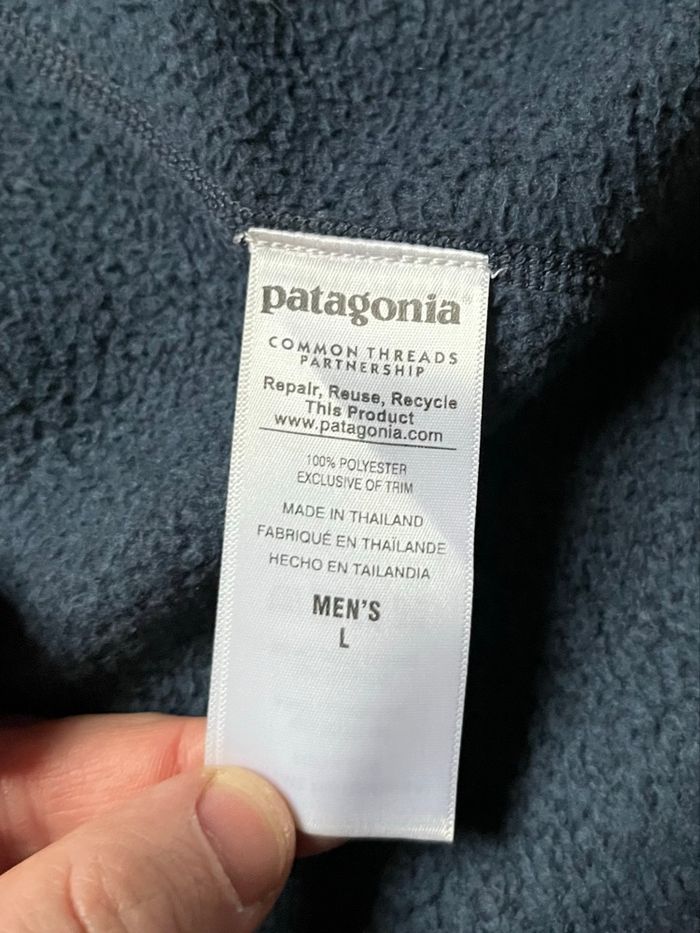 patagonia®
COMMON THREADS
PARTNERSHIP
Repair, Reuse, Recycle
This Product
www.patagonia.com
100% POLYESTER
EXCLUSIVE OF TRIM
MADE IN THAILAND
FABRIQUÉ EN THAÏLANDE
HECHO EN TAILANDIA
MEN'S
L